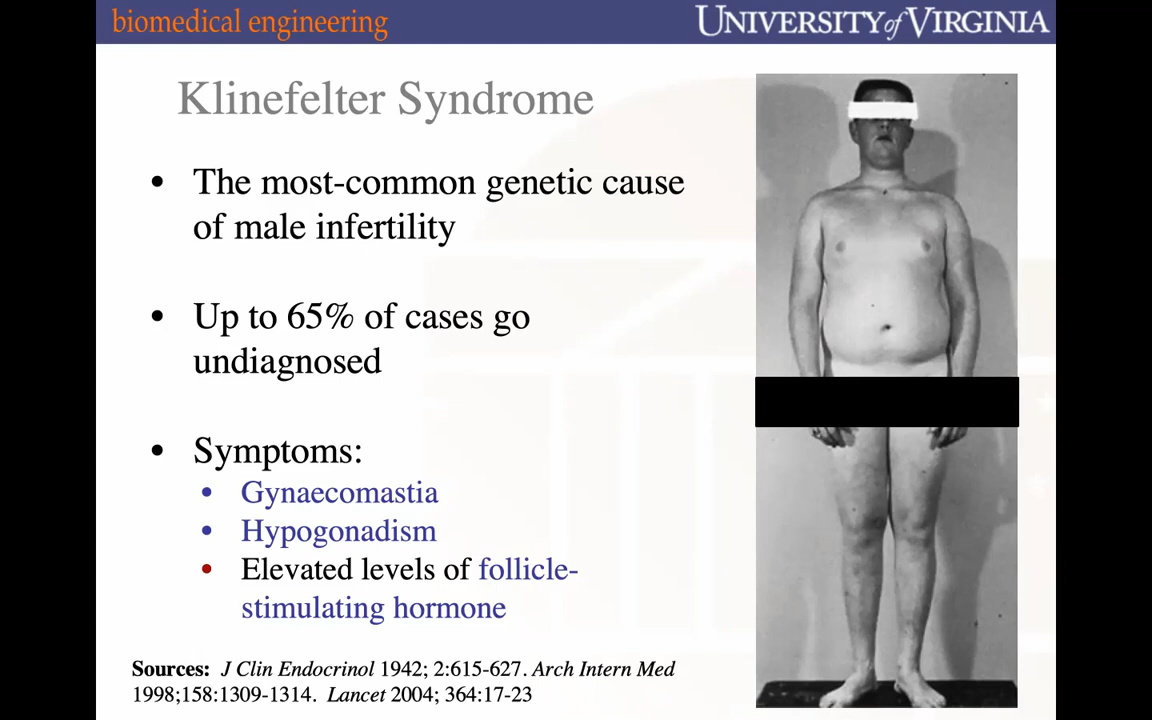 biomedical engineering
UNIVERSITY of VIRGINIA
Klinefelter Syndrome
• The most-common genetic cause
of male infertility
• Up to 65% of cases go
undiagnosed
• Symptoms:
• Gynaecomastia
• Hypogonadism
• Elevated levels of follicle-
stimulating hormone
Sources: J Clin Endocrinol 1942; 2:615-627. Arch Intern Med
1998;158:1309-1314. Lancet 2004; 364:17-23